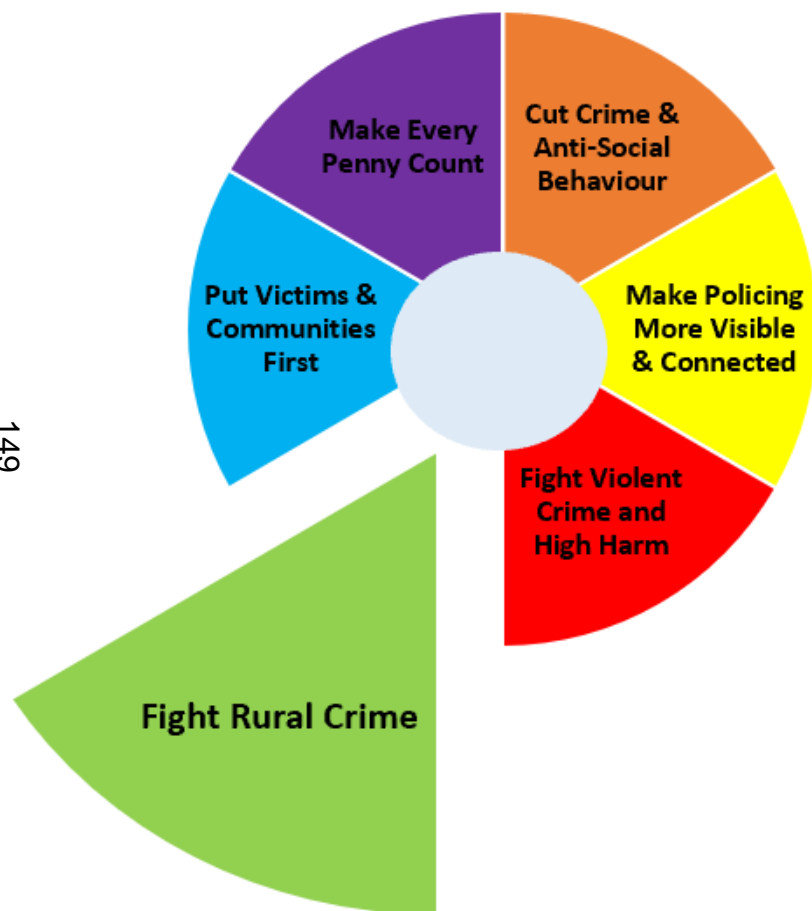 Make Every
Penny Count
Cut Crime &
Anti-Social
Behaviour
Put Victims &
Communities
First
Make Policing
More Visible
& Connected
Fight Violent
Crime and
High Harm
Fight Rural Crime
149